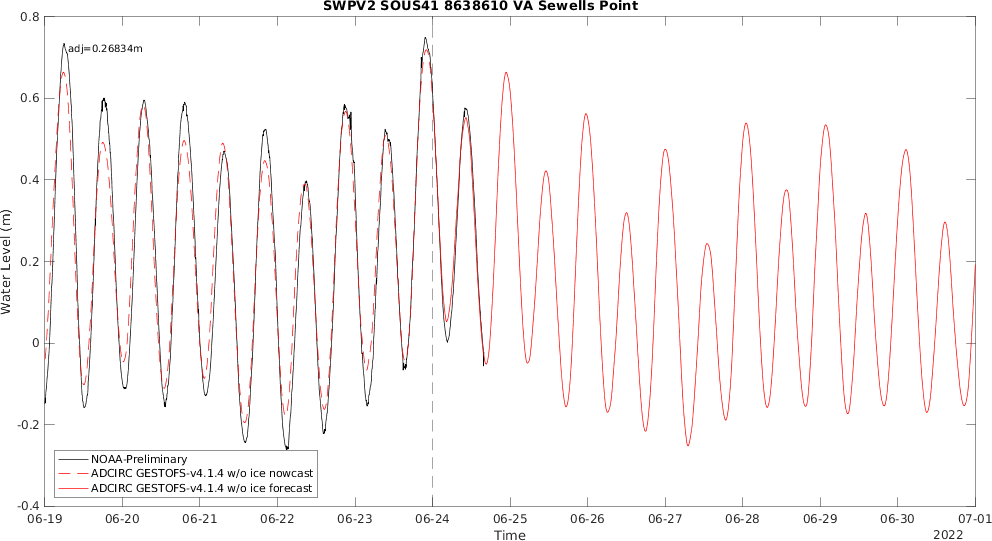 SWPV2 SOUS41 8638610 VA Sewells Point
adj=0.26834m
0.8
0.6
0.4
0.2
0
-0.2
-0.4
Water Level (m)
NOAA-Preliminary
ADCIRC GESTOFS-v4.1.4 w/o ice nowcast
ADCIRC GESTOFS-v4.1.4 w/o ice forecast
06-19 06-20 06-21 06-22 06-23 06-24 06-25 06-26 06-27 06-28 06-29 06-30 07-01
Time
2022